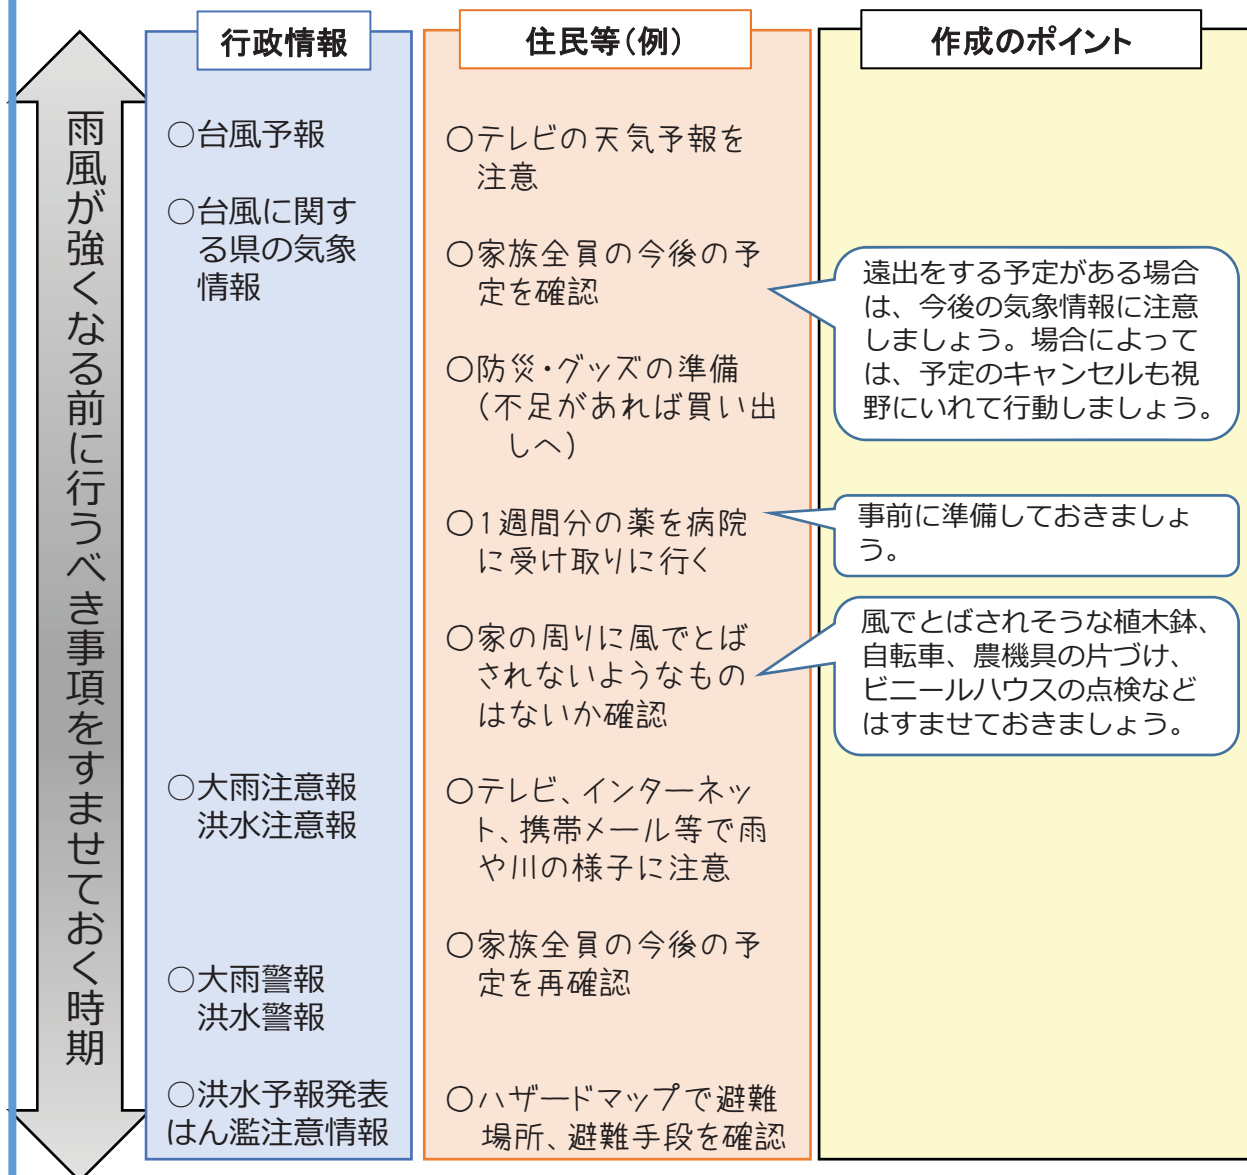 雨風が強くなる前に行うべき事項をすませておく時期
行政情報
○台風予報
○台風に関す
る県の気象
情報
○大雨注意報
洪水注意報
○大雨警報
洪水警報
○洪水予報発表
はん濫注意情報
住民等(例)
○テレビの天気予報を
注意
○家族全員の今後の予
定を確認
○防災・グッズの準備
(不足があれば買い出
しへ)
○1週間分の薬を病院
に受け取りに行く
○家の周りに風でとば
されないようなもの
はないか確認
○テレビ、インターネッ
ト、携帯メール等で雨
や川の様子に注意
○家族全員の今後の予
定を再確認
○ハザードマップで避難
場所、避難手段を確認
作成のポイント
遠出をする予定がある場合
は、今後の気象情報に注意
しましょう。場合によって
は、予定のキャンセルも視
野にいれて行動しましょう。
事前に準備しておきましょ
う。
風でとばされそうな植木鉢、
自転車、農機具の片づけ、
ビニールハウスの点検など
はすませておきましょう。